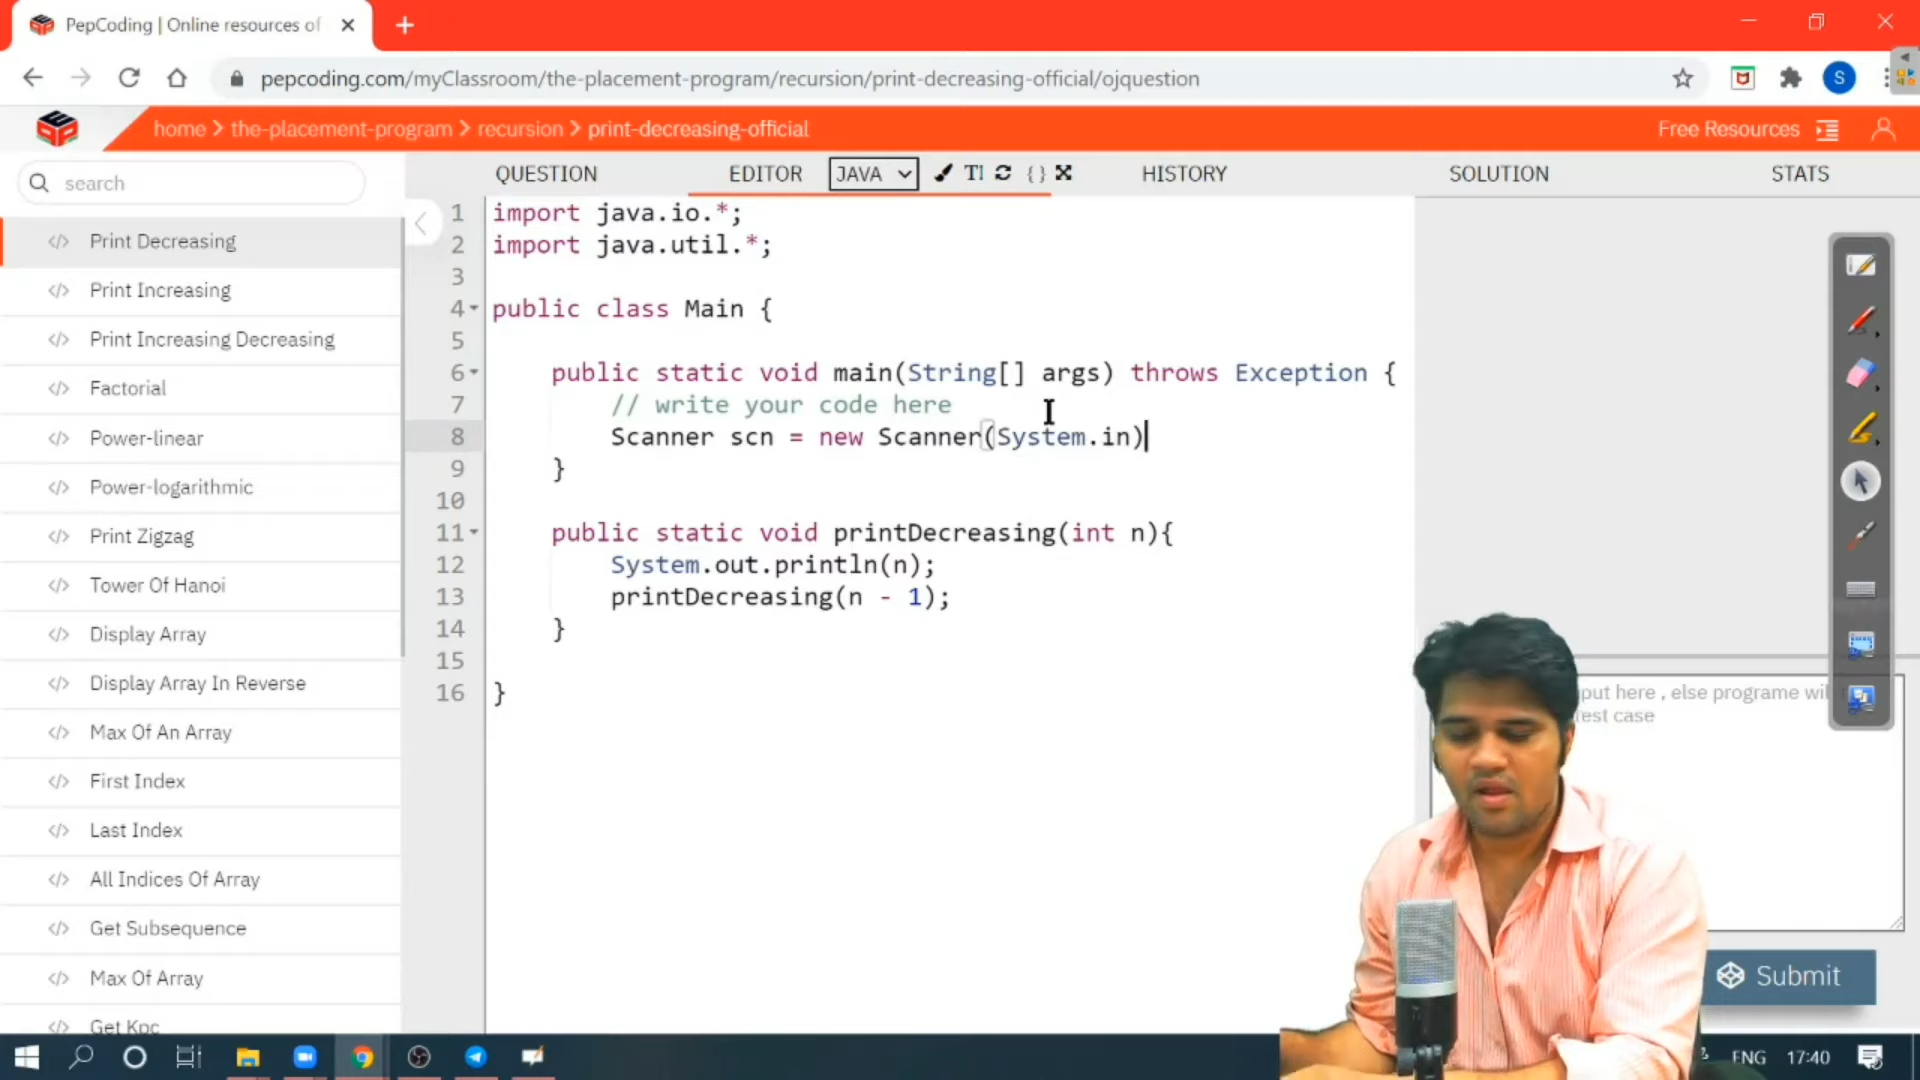 PepCoding | Online resources of
pepcoding.com/myClassroom/the-placement-program/recursion/print-decreasing-official/ojquestion
S
home > the-placement-program > recursion > print-decreasing-official
Free Resources
search
QUESTION
EDITOR
JAVA
HISTORY
SOLUTION
STATS
Print Decreasing
Print Increasing
Print Increasing Decreasing
Factorial
Power-linear
Power-logarithmic
Print Zigzag
Tower Of Hanoi
Display Array
Display Array In Reverse
Max Of An Array
First Index
Last Index
All Indices Of Array
Get Subsequence
Max Of Array
Get Kpc
1 import java.io.*;
2 import java.util.*;
3
4 public class Main {
5
6 public static void main(String[] args) throws Exception {
7 // write your code here
8 Scanner scn = new Scanner(System.in)
9 }
10
11 public static void printDecreasing(int n){
12 System.out.println(n);
13 printDecreasing(n - 1);
14 }
15
16 }
put here , else programe wil
test case
Submit
ENG
17:40